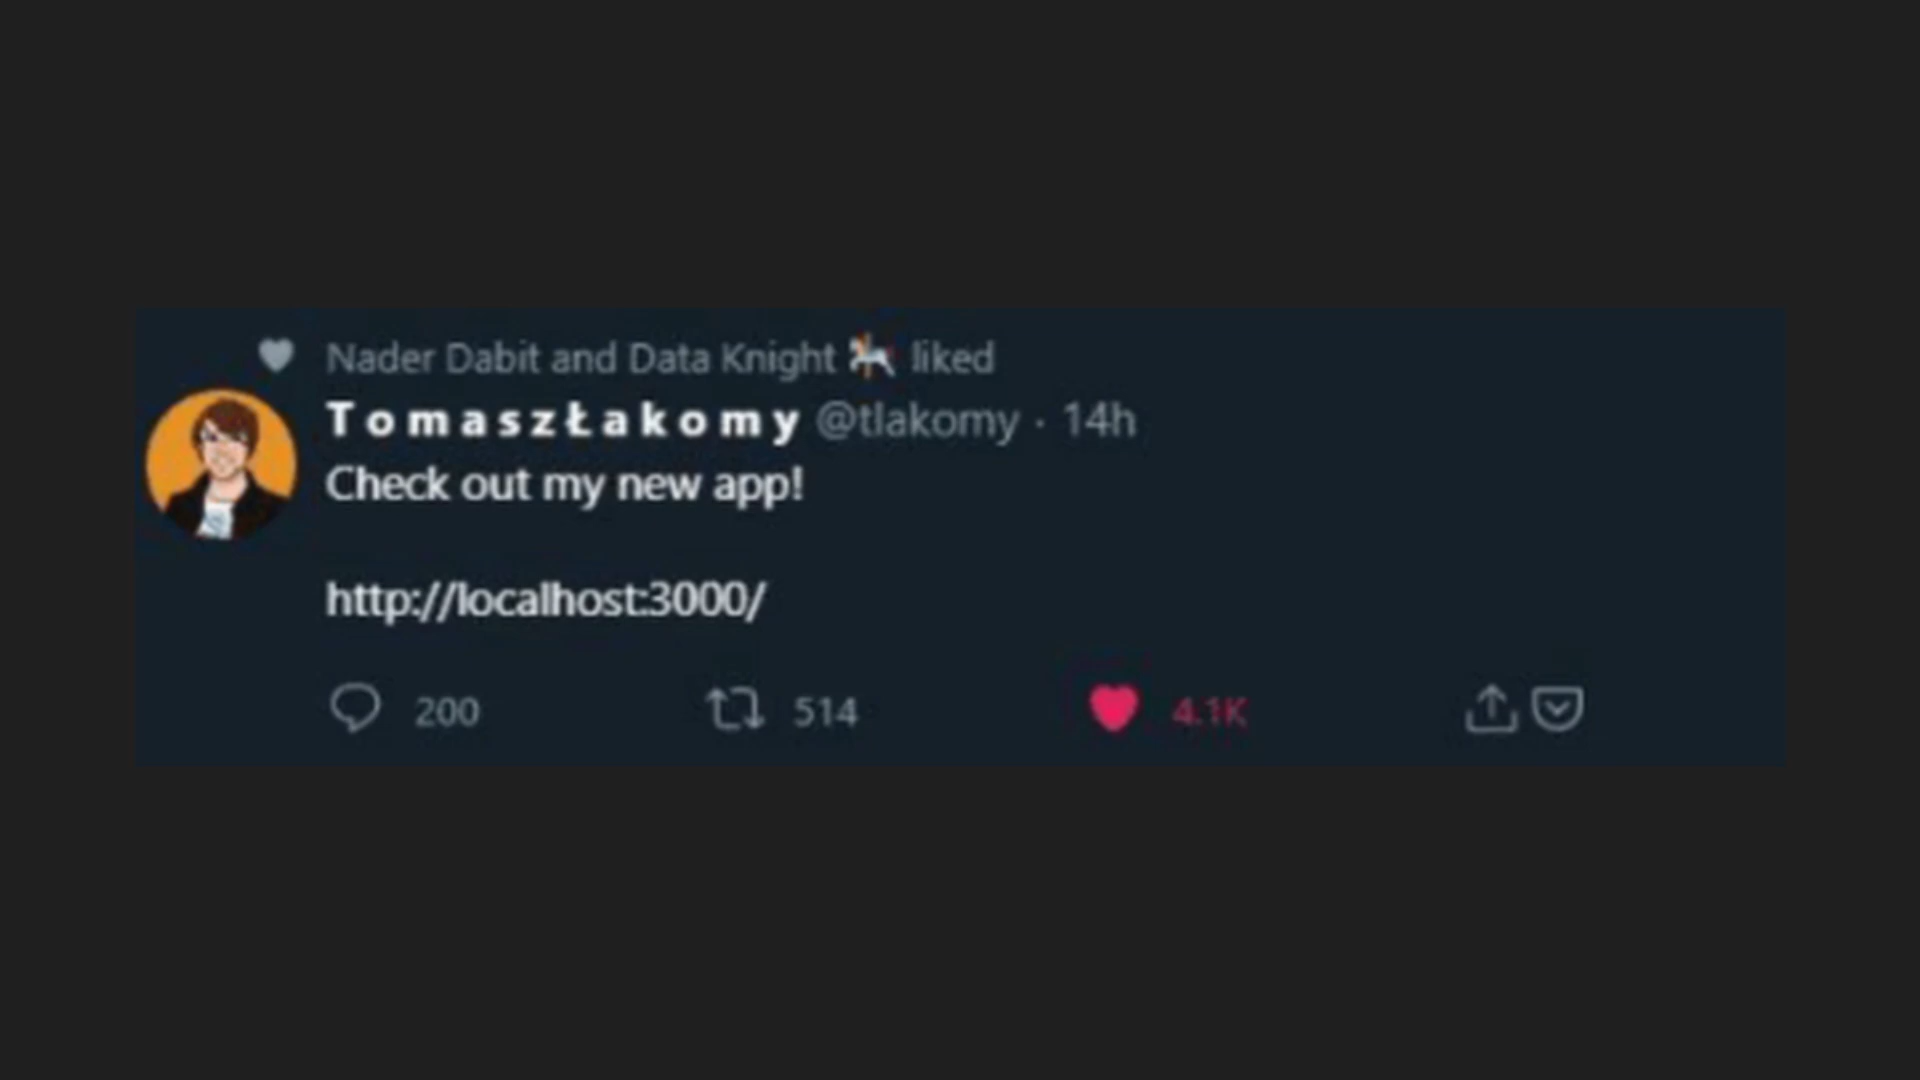 Nader Dabit and Data Knight 🎠 liked
T o m a s z Ł a k o m y @tlakomy · 14h
Check out my new app!
http://localhost:3000/
200 514 4.1K